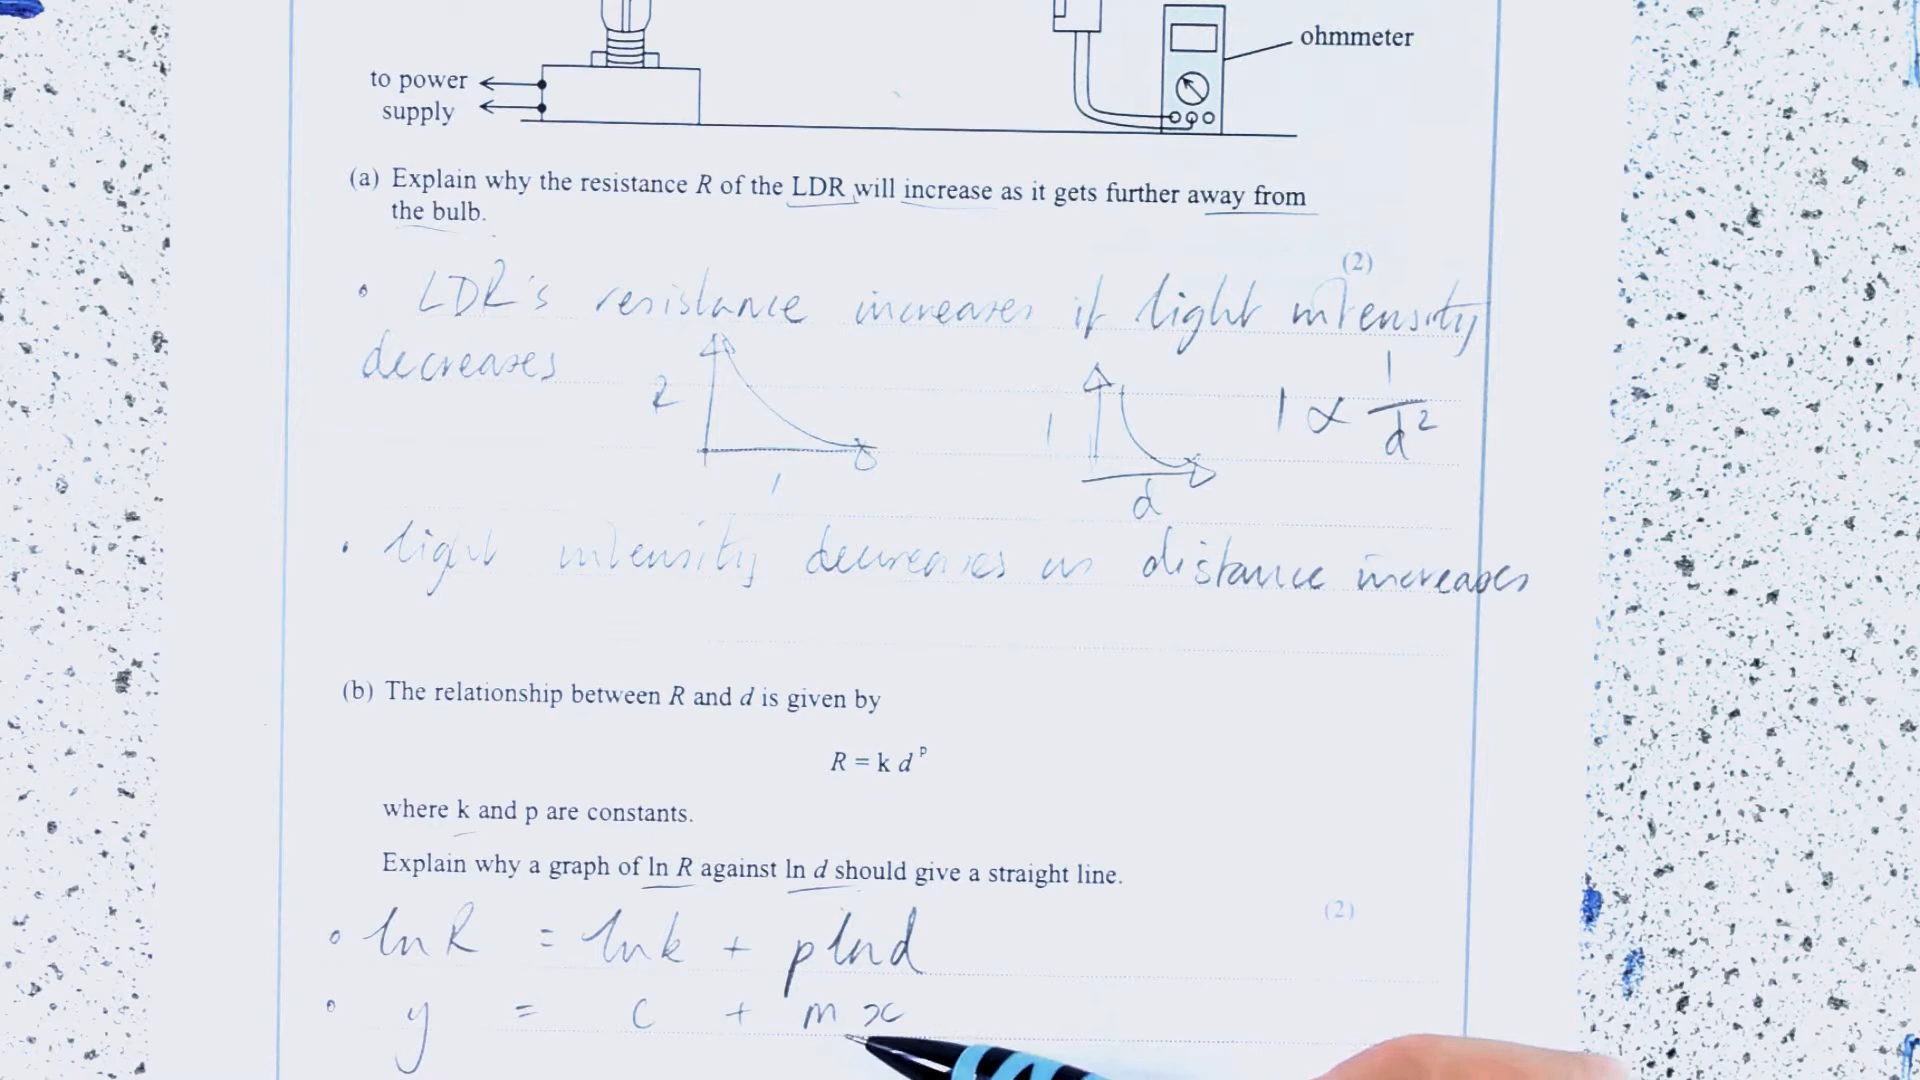 ohmmeter
to power
supply
(a) Explain why the resistance R of the LDR will increase as it gets further away from
the bulb.
(2)
• LDR's resistance increases if light intensity
decreases
R
I
I
d
I ∝ 1/d²
• light intensity decreases as distance increases
(b) The relationship between R and d is given by
R = k dᵖ
where k and p are constants.
Explain why a graph of ln R against ln d should give a straight line.
(2)
• ln R = ln k + p ln d
• y = c + m x